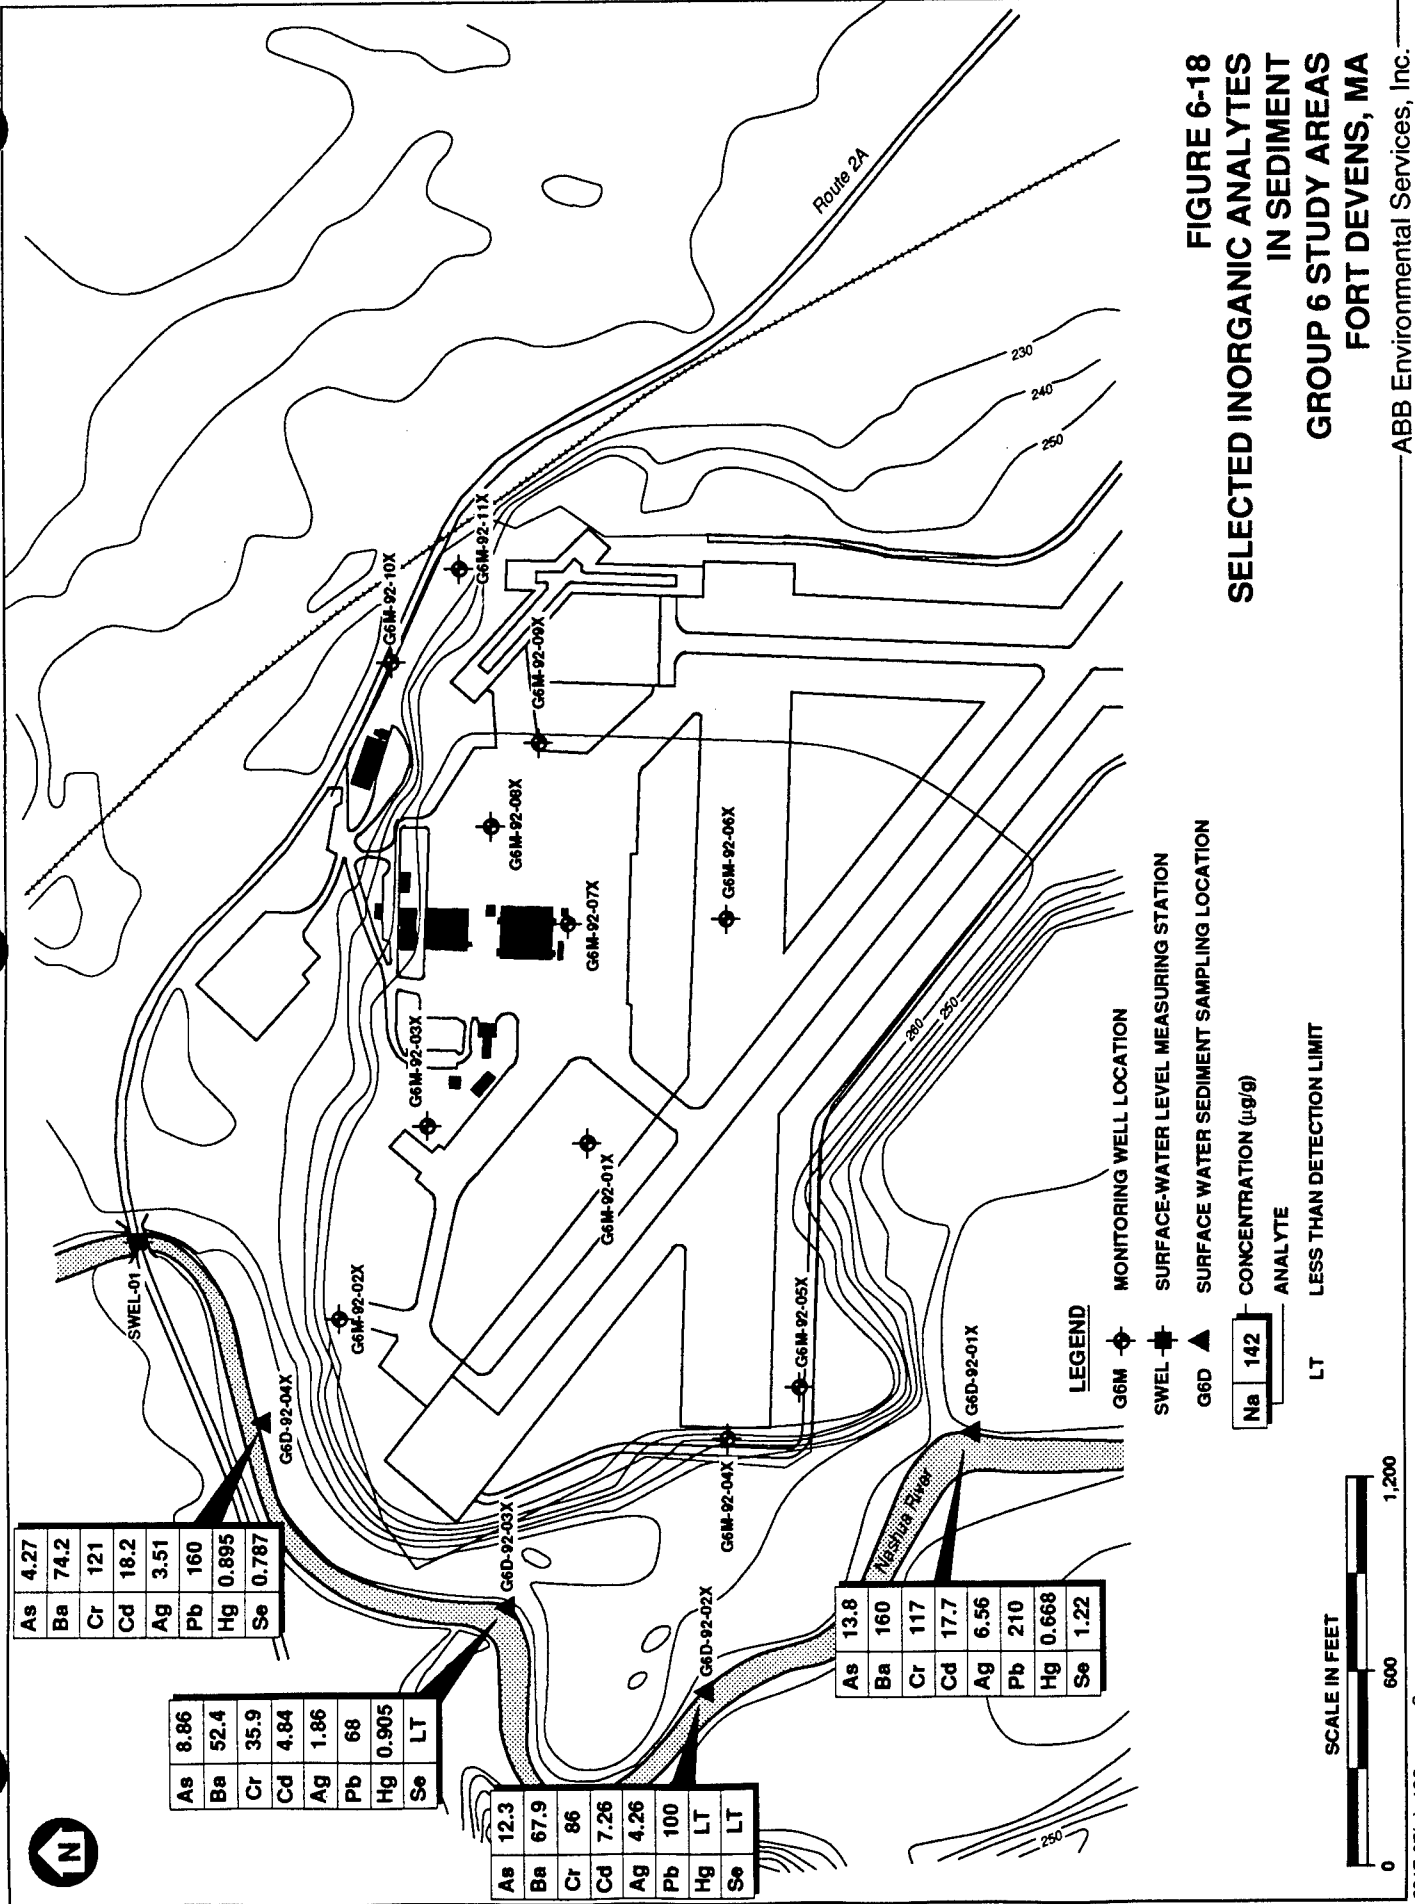 N
As 4.27
Ba 74.2
Cr 121
Cd 18.2
Ag 3.51
Pb 160
Hg 0.895
Se 0.787
As 8.86
Ba 52.4
Cr 35.9
Cd 4.84
Ag 1.86
Pb 68
Hg 0.905
Se LT
As 12.3
Ba 67.9
Cr 86
Cd 7.26
Ag 4.26
Pb 100
Hg LT
Se LT
As 13.8
Ba 160
Cr 117
Cd 17.7
Ag 6.56
Pb 210
Hg 0.668
Se 1.22
SWEL-01
G6D-92-04X
G6D-92-03X
G6D-92-02X
G6D-92-01X
Nashua River
G6M-92-02X
G6M-92-03X
G6M-92-01X
G6M-92-04X
G6M-92-05X
G6M-92-07X
G6M-92-08X
G6M-92-06X
G6M-92-09X
G6M-92-10X
G6M-92-11X
Route 2A
230
240
250
260
250
250
LEGEND
G6M MONITORING WELL LOCATION
SWEL SURFACE-WATER LEVEL MEASURING STATION
G6D SURFACE WATER SEDIMENT SAMPLING LOCATION
Na 142 CONCENTRATION (µg/g)
ANALYTE
LT LESS THAN DETECTION LIMIT
SCALE IN FEET
0 600 1,200
FIGURE 6-18
SELECTED INORGANIC ANALYTES
IN SEDIMENT
GROUP 6 STUDY AREAS
FORT DEVENS, MA
ABB Environmental Services, Inc.